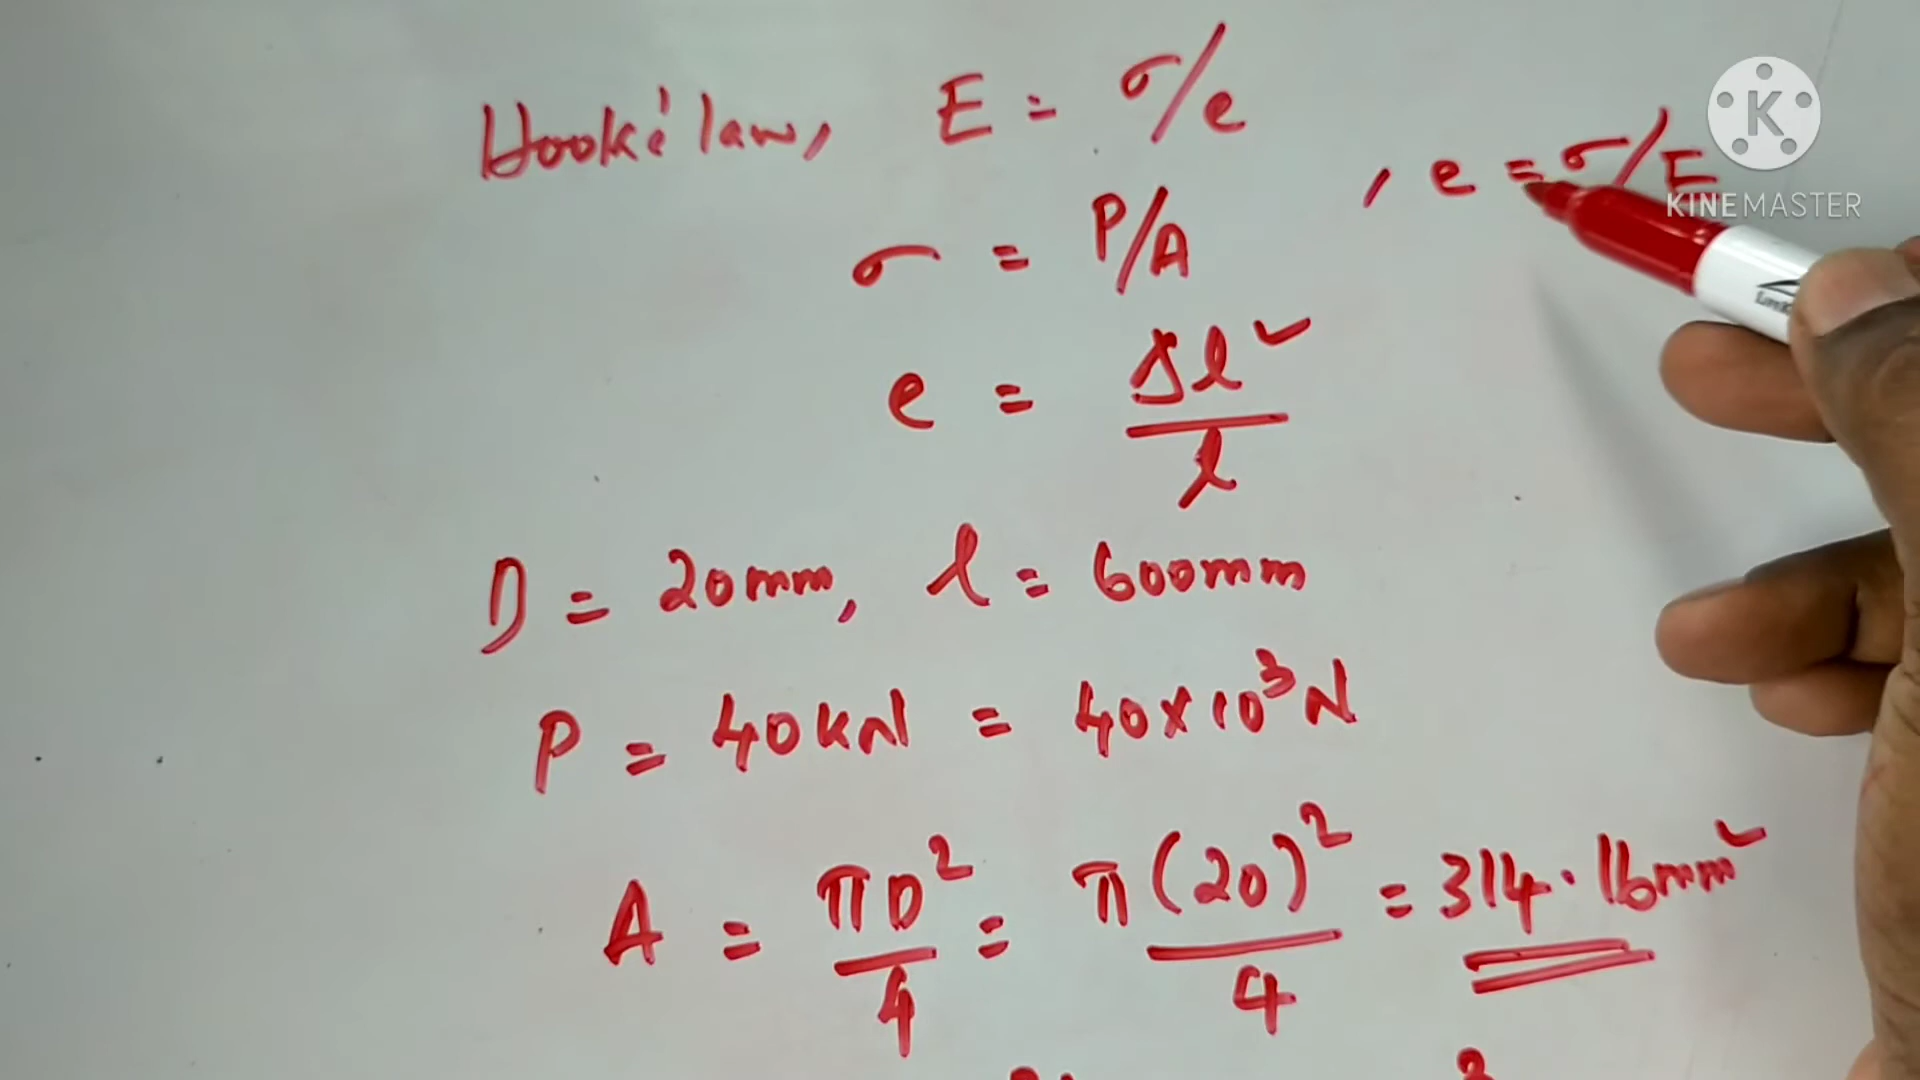 Hooke's law, E = σ/e
, e = σ/E
K
KINEMASTER
σ = P/A
e = Δl / l
D = 20mm, l = 600mm
P = 40KN = 40×10³N
A = πD²/4 = π(20)²/4 = 314.16mm²